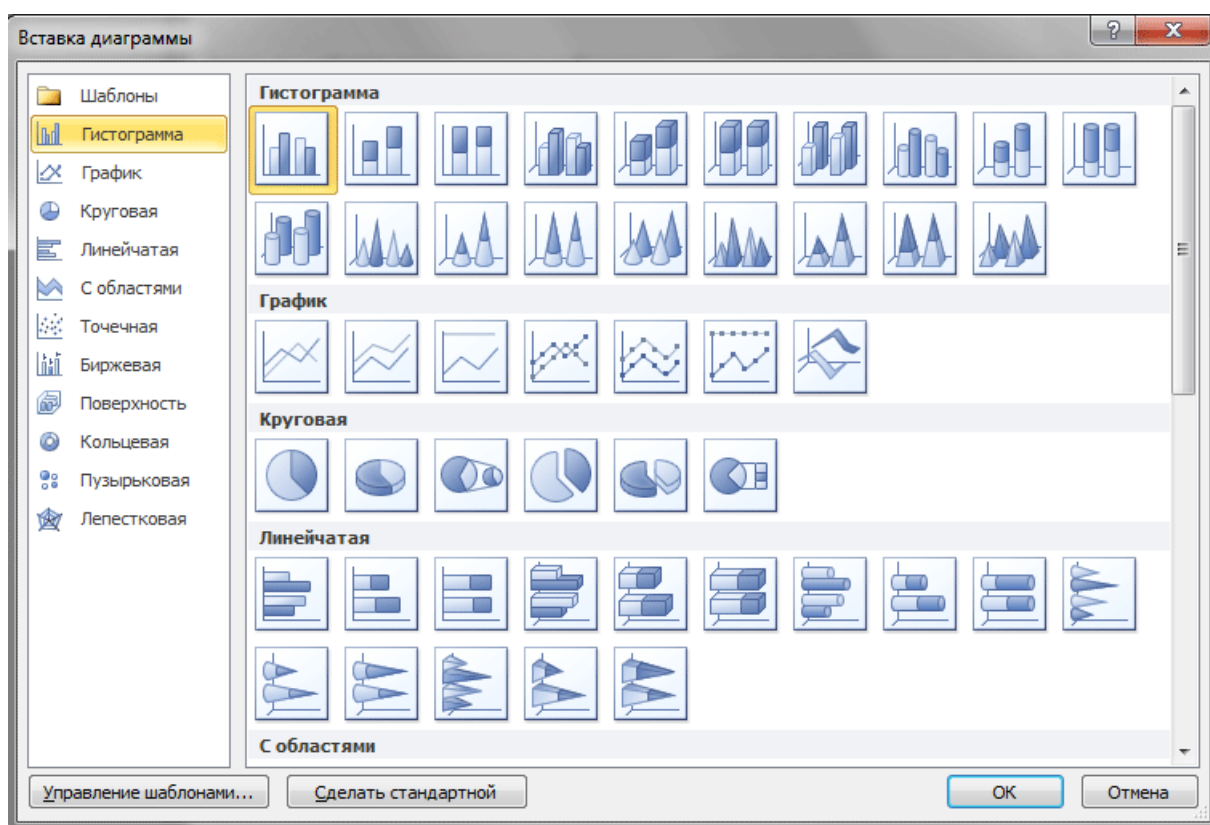 Вставка диаграммы
Шаблоны
Гистограмма
График
Круговая
Линейчатая
С областями
Точечная
Биржевая
Поверхность
Кольцевая
Пузырьковая
Лепестковая
Гистограмма
График
Круговая
Линейчатая
С областями
Управление шаблонами...
Сделать стандартной
ОК
Отмена